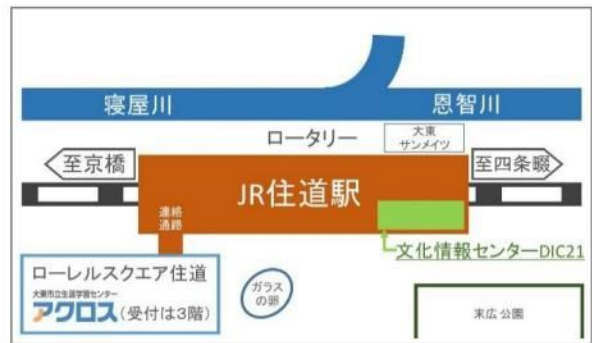 寝屋川
恩智川
ロータリー
大東
サンメイツ
至京橋
至四条畷
JR住道駅
連絡
通路
文化情報センターDIC21
ローレルスクエア住道
大東市立生涯学習センター
アクロス(受付は3階)
ガラス
の卵
末広公園